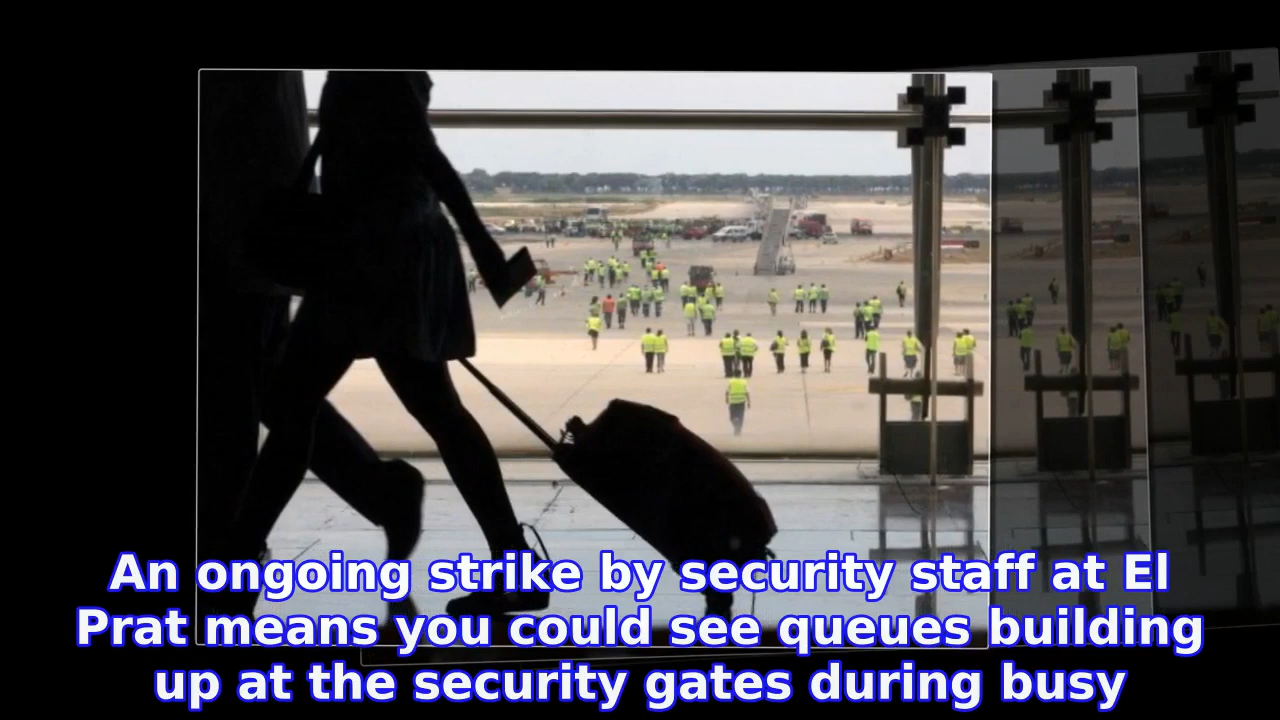 An ongoing strike by security staff at El
Prat means you could see queues building
up at the security gates during busy